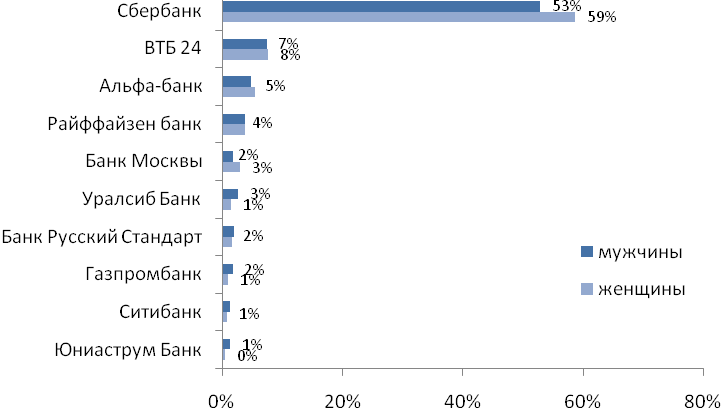 Сбербанк
53%
59%
ВТБ 24
7%
8%
Альфа-банк
5%
Райффайзен банк
4%
Банк Москвы
2%
3%
Уралсиб Банк
3%
1%
Банк Русский Стандарт
2%
Газпромбанк
2%
1%
Ситибанк
1%
Юниаструм Банк
1%
0%
мужчины
женщины
0% 20% 40% 60% 80%